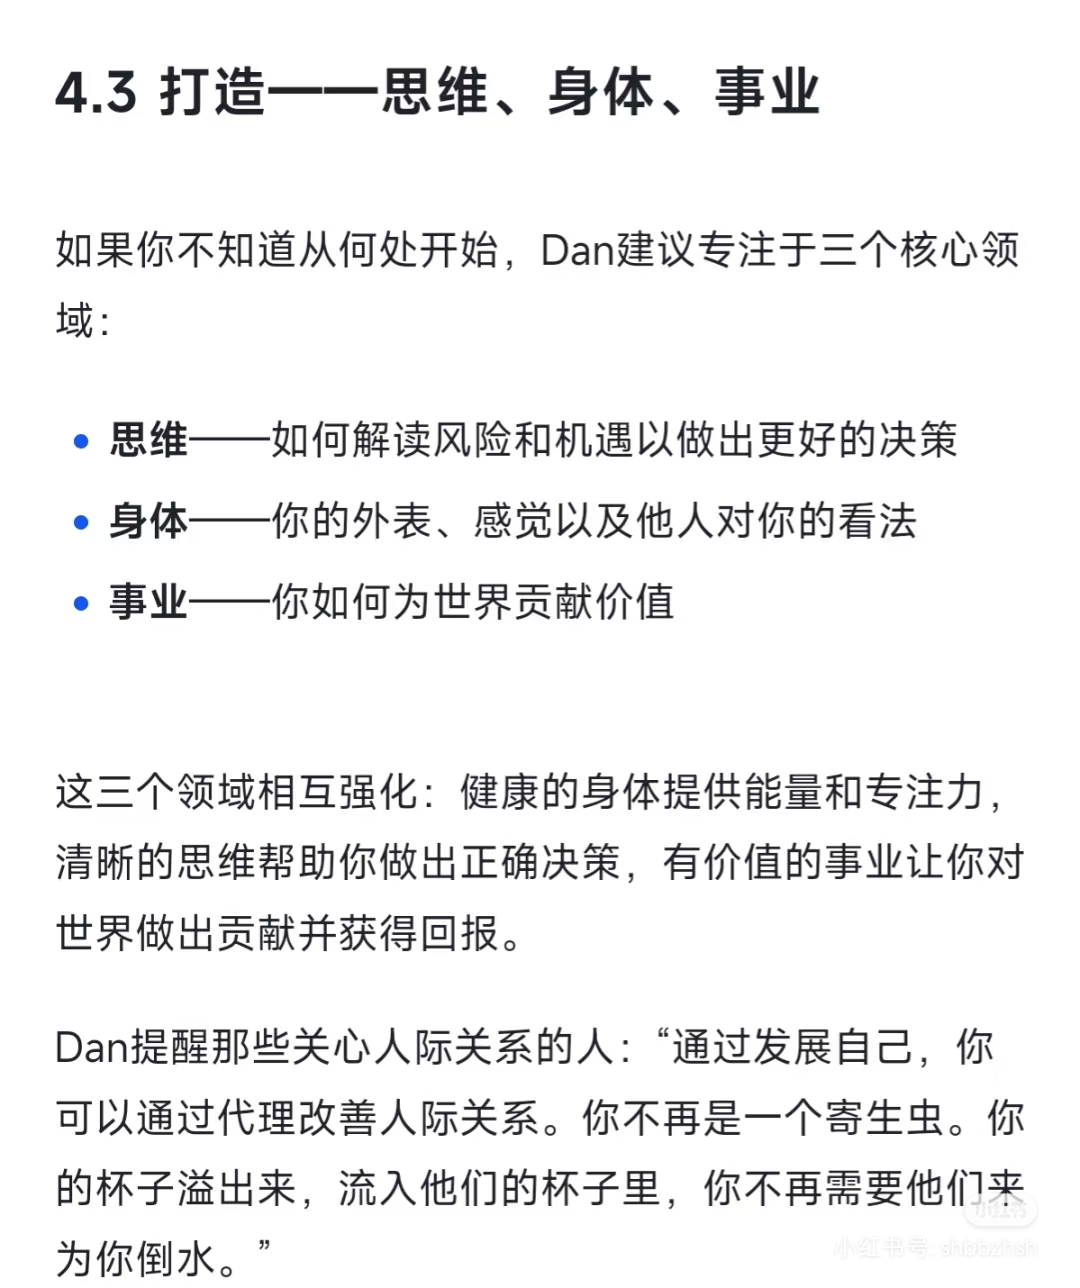 4.3 打造——思维、身体、事业
如果你不知道从何处开始，Dan建议专注于三个核心领
域：
• 思维——如何解读风险和机遇以做出更好的决策
• 身体——你的外表、感觉以及他人对你的看法
• 事业——你如何为世界贡献价值
这三个领域相互强化：健康的身体提供能量和专注力，
清晰的思维帮助你做出正确决策，有价值的事业让你对
世界做出贡献并获得回报。
Dan提醒那些关心人际关系的人：“通过发展自己，你
可以通过代理改善人际关系。你不再是一个寄生虫。你
的杯子溢出来，流入他们的杯子里，你不再需要他们来
为你倒水。”
小红书
小红书号: shbbzhsh